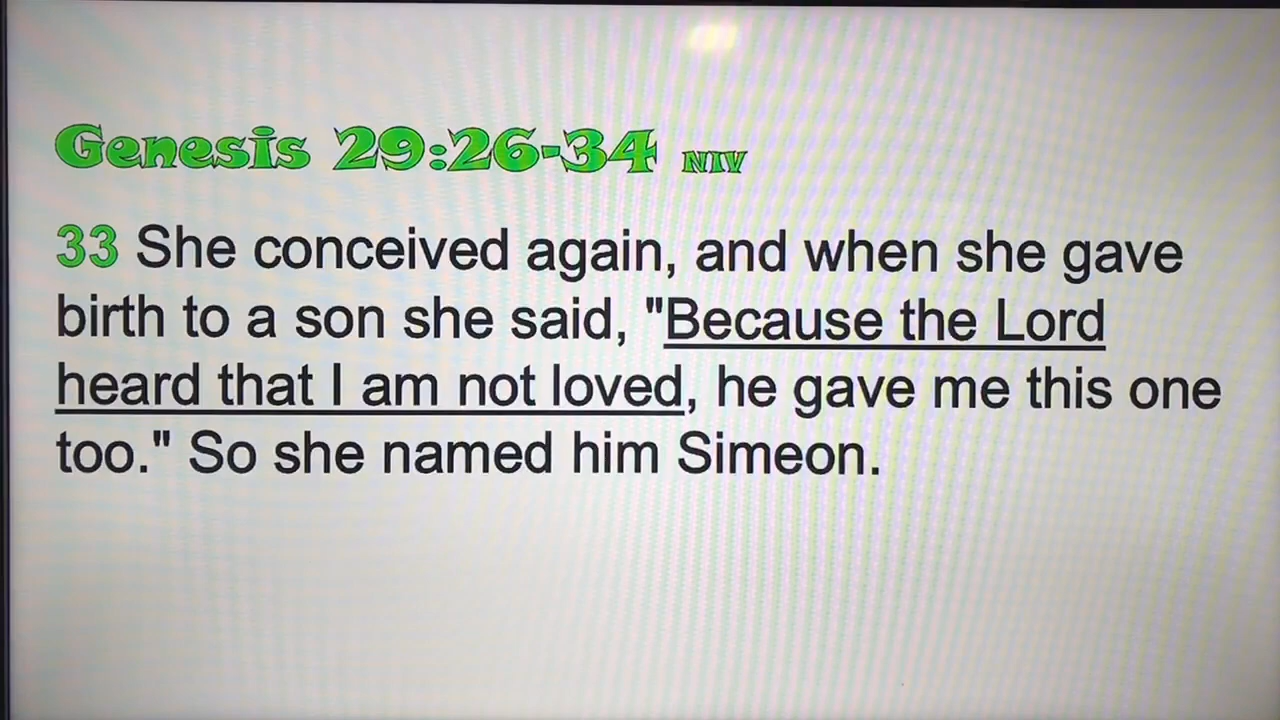 Genesis 29:26-34 NIV
33 She conceived again, and when she gave
birth to a son she said, "Because the Lord
heard that I am not loved, he gave me this one
too." So she named him Simeon.